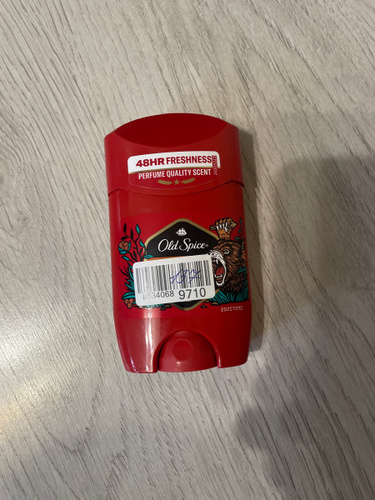 48HR FRESHNESS
PERFUME QUALITY SCENT
Old Spice
9710